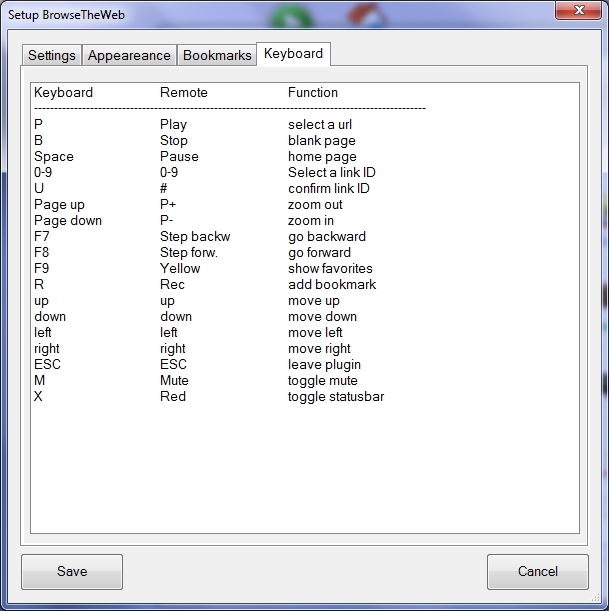 Setup BrowseTheWeb
Settings Appeareance Bookmarks Keyboard
Keyboard Remote Function
--------------------------------------------------------------------------------
P Play select a url
B Stop blank page
Space Pause home page
0-9 0-9 Select a link ID
U # confirm link ID
Page up P+ zoom out
Page down P- zoom in
F7 Step backw go backward
F8 Step forw. go forward
F9 Yellow show favorites
R Rec add bookmark
up up move up
down down move down
left left move left
right right move right
ESC ESC leave plugin
M Mute toggle mute
X Red toggle statusbar
Save Cancel